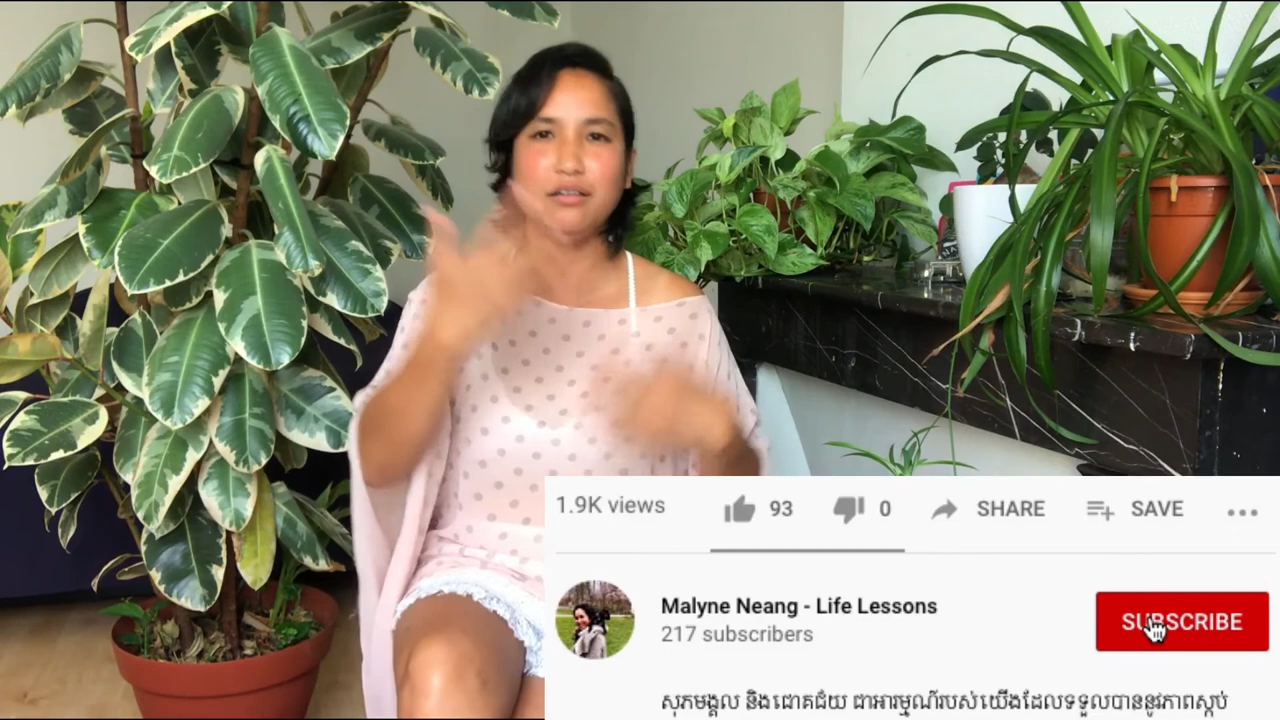 1.9K views 93 0 SHARE SAVE
Malyne Neang - Life Lessons
SUBSCRIBE
217 subscribers
សុភមង្គល និងជោគជ័យ ជាអារម្មណ៍របស់យើងដែលទទួលបាននូវភាពស្កប់